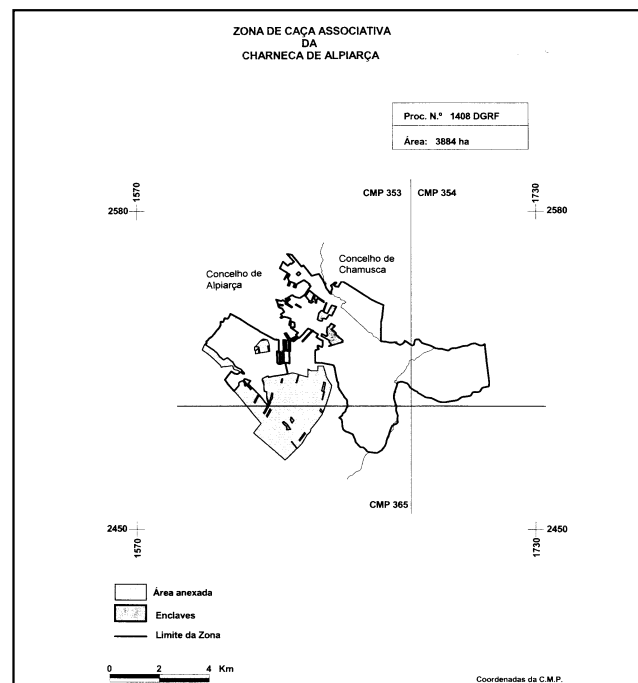 ZONA DE CAÇA ASSOCIATIVA
DA
CHARNECA DE ALPIARÇA
Proc. N.º 1408 DGRF
Área: 3884 ha
1570
1730
CMP 353
CMP 354
2580
2580
Concelho de
Alpiarça
Concelho de
Chamusca
CMP 365
2450
2450
1570
1730
Área anexada
Enclaves
Limite da Zona
0 2 4 Km
Coordenadas da C.M.P.